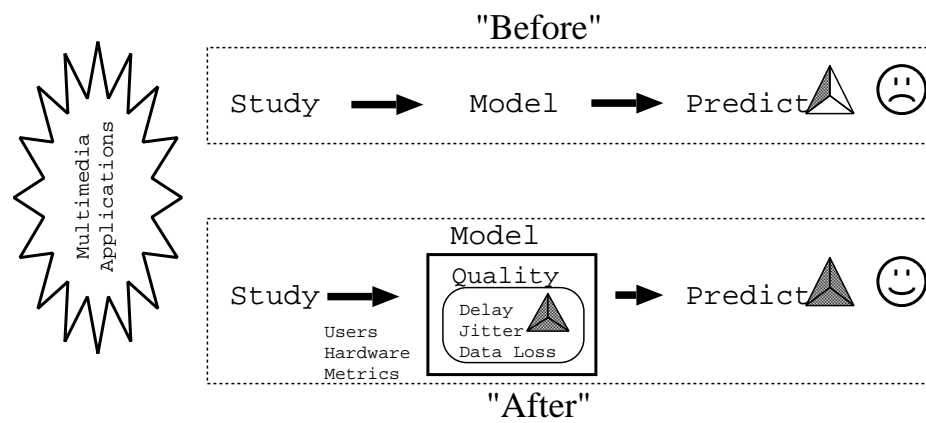 "Before"
Multimedia
Applications
Study Model Predict
Model
Quality
Study Predict
Delay
Jitter
Data Loss
Users
Hardware
Metrics
"After"